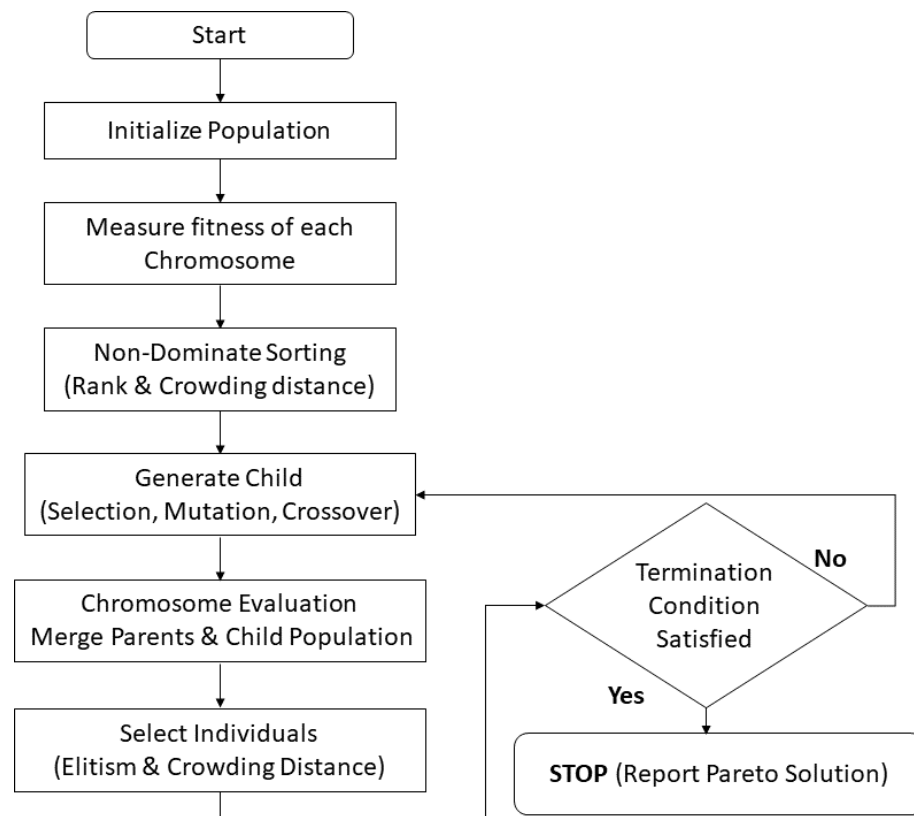 Start
Initialize Population
Measure fitness of each
Chromosome
Non-Dominate Sorting
(Rank & Crowding distance)
Generate Child
(Selection, Mutation, Crossover)
Chromosome Evaluation
Merge Parents & Child Population
Select Individuals
(Elitism & Crowding Distance)
Termination
Condition
Satisfied
No
Yes
STOP (Report Pareto Solution)